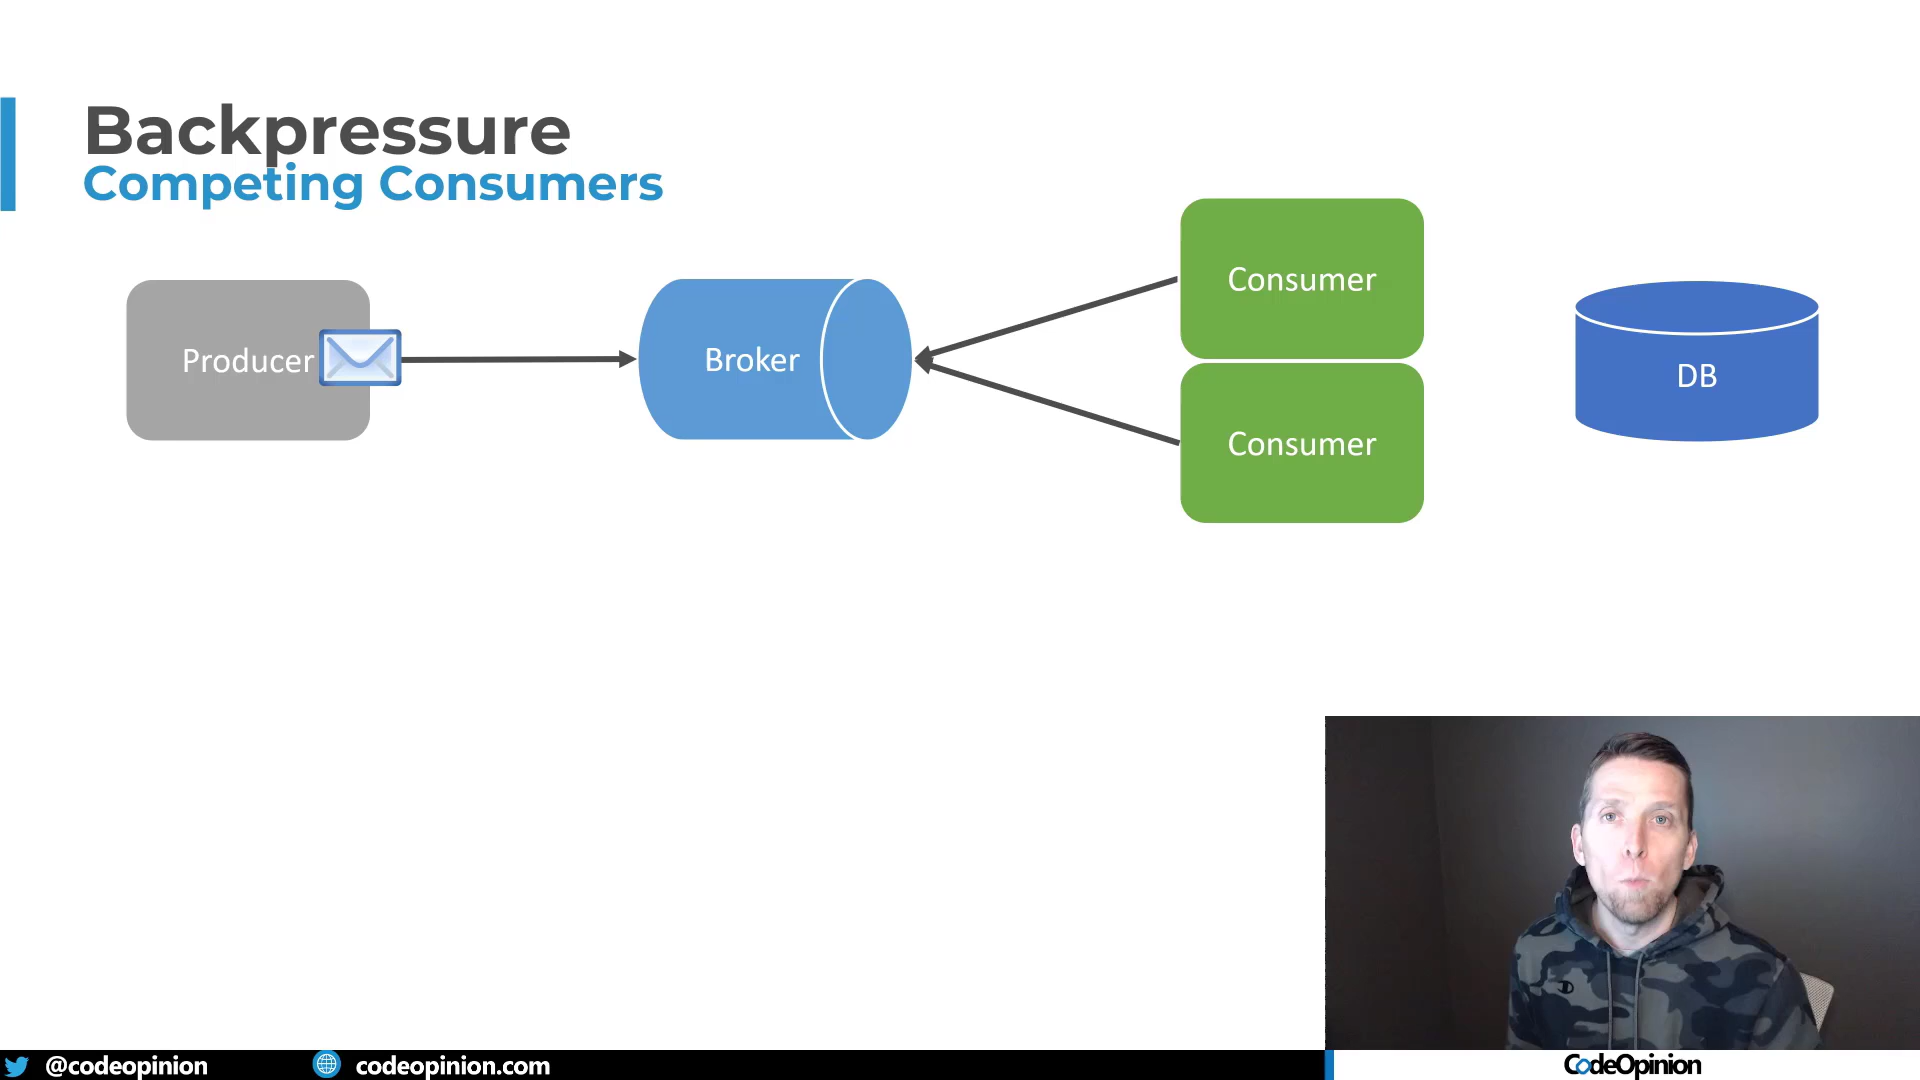 Backpressure
Competing Consumers
Producer
Broker
Consumer
Consumer
DB
@codeopinion
codeopinion.com
CodeOpinion